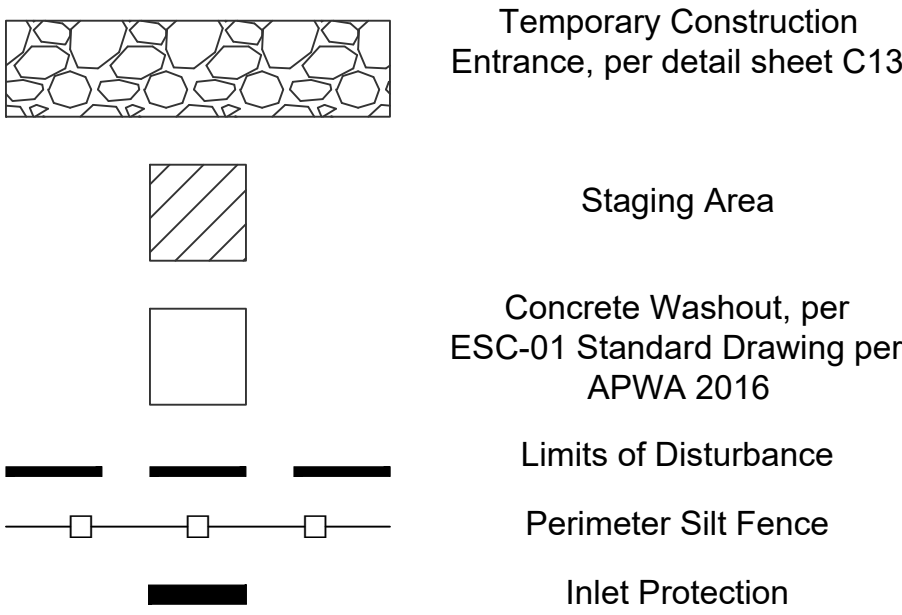 Temporary Construction
Entrance, per detail sheet C13
Staging Area
Concrete Washout, per
ESC-01 Standard Drawing per
APWA 2016
Limits of Disturbance
Perimeter Silt Fence
Inlet Protection